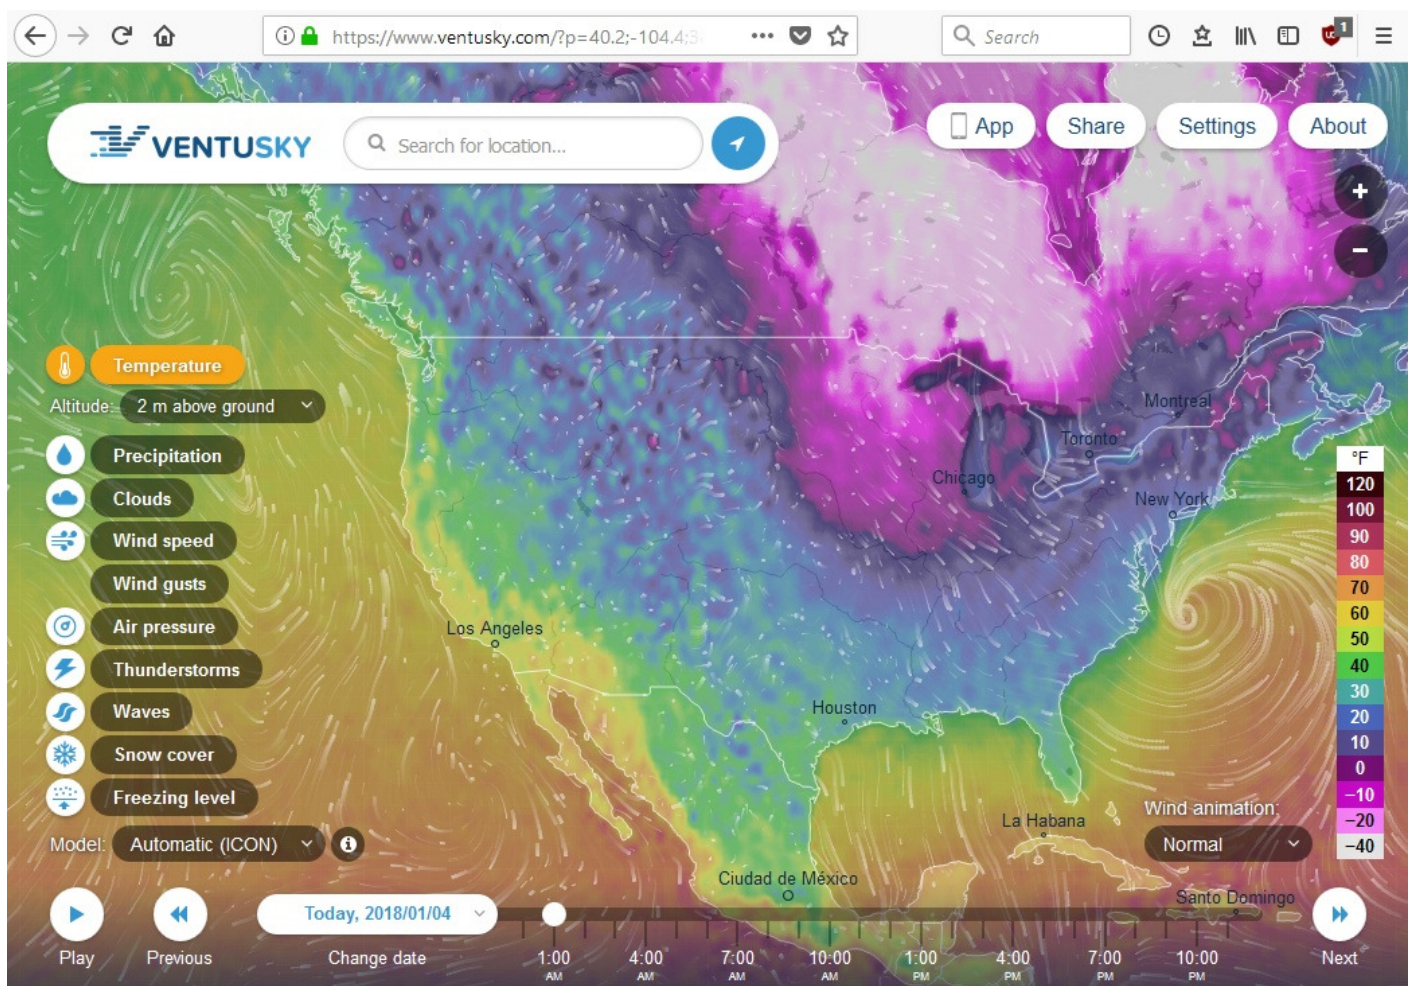 https://www.ventusky.com/?p=40.2;-104.4;3
Search
1
VENTUSKY
Search for location...
App
Share
Settings
About
+
−
Temperature
Altitude:
2 m above ground
Precipitation
Clouds
Wind speed
Wind gusts
Air pressure
Thunderstorms
Waves
Snow cover
Freezing level
Model:
Automatic (ICON)
Montreal
Toronto
Chicago
New York
Los Angeles
Houston
La Habana
Ciudad de México
Santo Domingo
°F
120
100
90
80
70
60
50
40
30
20
10
0
−10
−20
−40
Wind animation:
Normal
Play
Previous
Today, 2018/01/04
Change date
1:00 AM
4:00 AM
7:00 AM
10:00 AM
1:00 PM
4:00 PM
7:00 PM
10:00 PM
Next